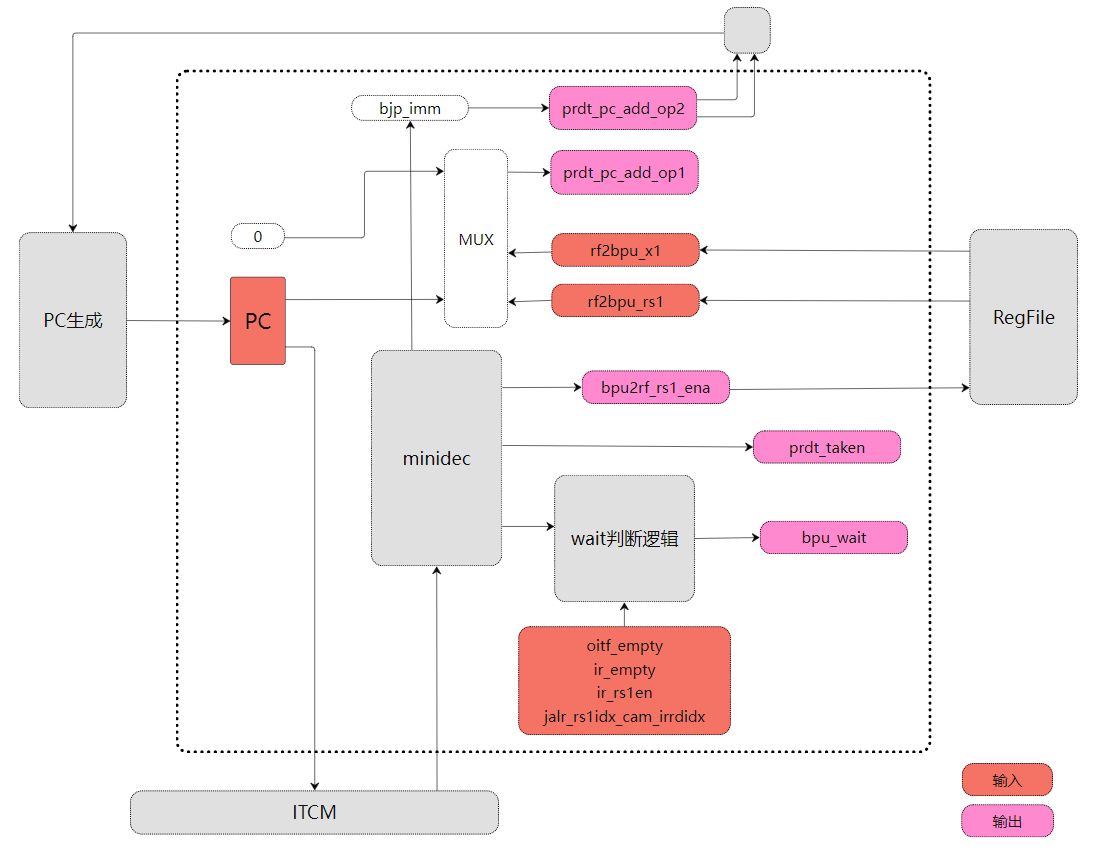 bjp_imm
prdt_pc_add_op2
prdt_pc_add_op1
0
MUX
rf2bpu_x1
PC生成
PC
rf2bpu_rs1
RegFile
bpu2rf_rs1_ena
minidec
prdt_taken
wait判断逻辑
bpu_wait
oitf_empty
ir_empty
ir_rs1en
jalr_rs1idx_cam_irrdidx
ITCM
输入
输出